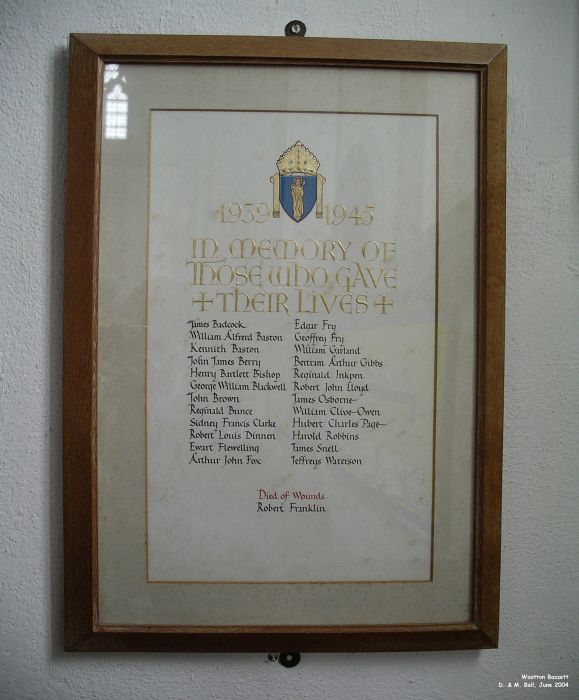 1939 1945
IN MEMORY OF
THOSE WHO GAVE
+ THEIR LIVES +
James Badcock
William Alfred Baston
Kennith Baston
John James Berry
Henry Bartlett Bishop
George William Blackwell
John Brown
Reginald Bunce
Sidney Francis Clarke
Robert Louis Dinnen
Ewart Flewelling
Arthur John Fox
Edgar Fry
Geoffrey Fry
William Garland
Bertram Arthur Gibbs
Reginald Inkpen
Robert John Lloyd
James Osborne
William Clive Owen
Hubert Charles Page
Harold Robbins
James Snell
Jeffreys Waterson
Died of Wounds
Robert Franklin
Wootton Bassett
D. & M. Ball, June 2004